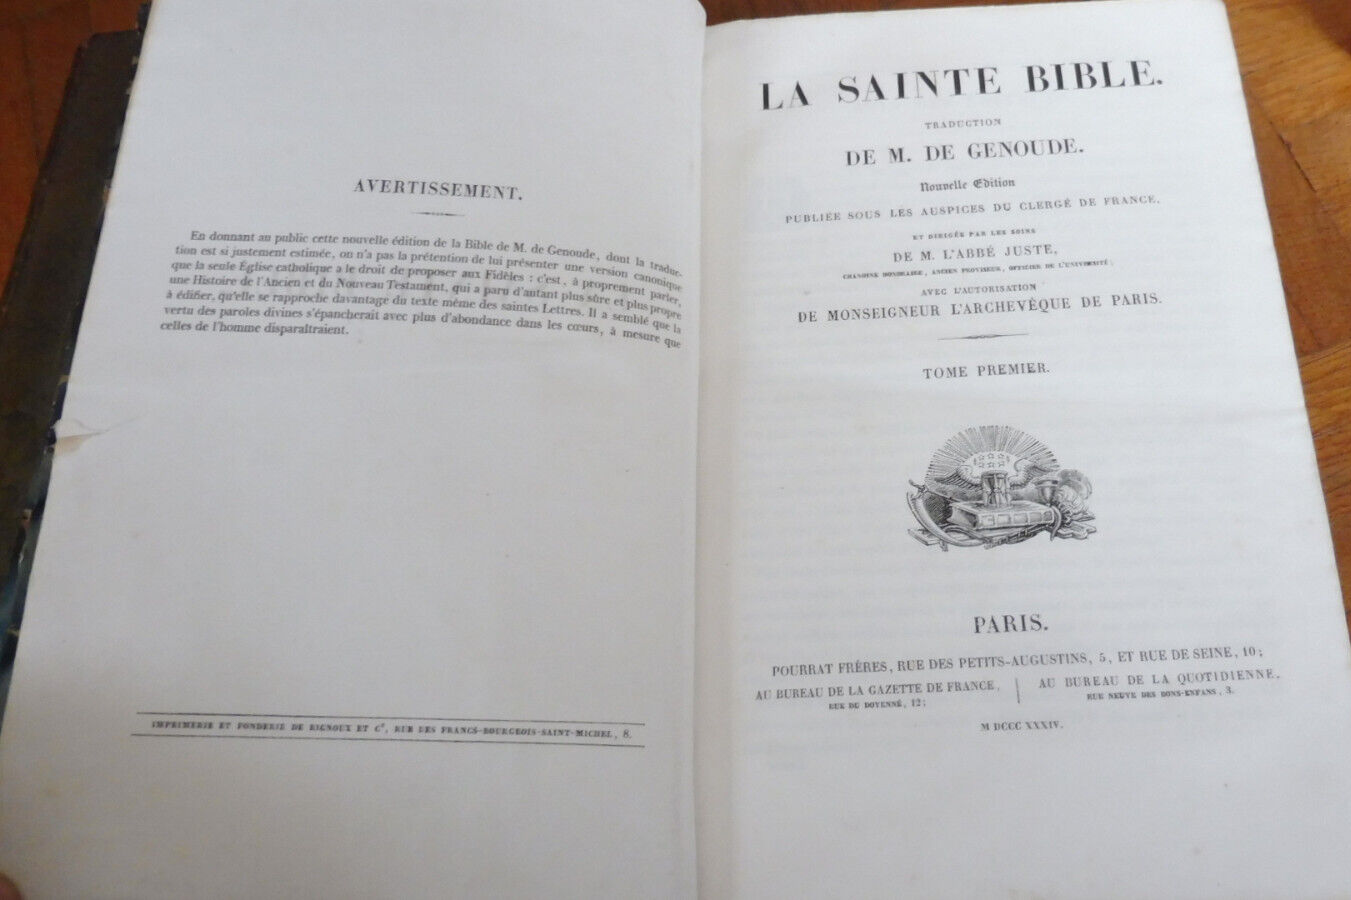 AVERTISSEMENT.
En donnant au public cette nouvelle édition de la Bible de M. de Genoude, dont la traduc-
tion est si justement estimée, on n'a pas la prétention de lui présenter une version canonique
que la seule Église catholique a le droit de proposer aux Fidèles : c'est, à proprement parler,
une Histoire de l'Ancien et du Nouveau Testament, qui a paru d'autant plus sûre et plus propre
à édifier, qu'elle se rapproche davantage du texte même des saintes Lettres. Il a semblé que la
vertu des paroles divines s'épancherait avec plus d'abondance dans les cœurs, à mesure que
celles de l'homme disparaîtraient.
IMPRIMERIE ET FONDERIE DE RIGNOUX ET Cᵉ, RUE DES FRANCS-BOURGEOIS-SAINT-MICHEL, 8.
LA SAINTE BIBLE.
TRADUCTION
DE M. DE GENOUDE.
Nouvelle Edition
PUBLIÉE SOUS LES AUSPICES DU CLERGÉ DE FRANCE,
ET DIRIGÉE PAR LES SOINS
DE M. L'ABBÉ JUSTE,
CHANOINE HONORAIRE, ANCIEN PROVISEUR, OFFICIER DE L'UNIVERSITÉ;
AVEC L'AUTORISATION
DE MONSEIGNEUR L'ARCHEVÊQUE DE PARIS.
TOME PREMIER.
PARIS.
POURRAT FRÈRES, RUE DES PETITS-AUGUSTINS, 5, ET RUE DE SEINE, 10;
AU BUREAU DE LA GAZETTE DE FRANCE,
RUE DU DOYENNÉ, 12;
AU BUREAU DE LA QUOTIDIENNE,
RUE NEUVE DES BONS-ENFANS, 3.
M DCCC XXXIV.